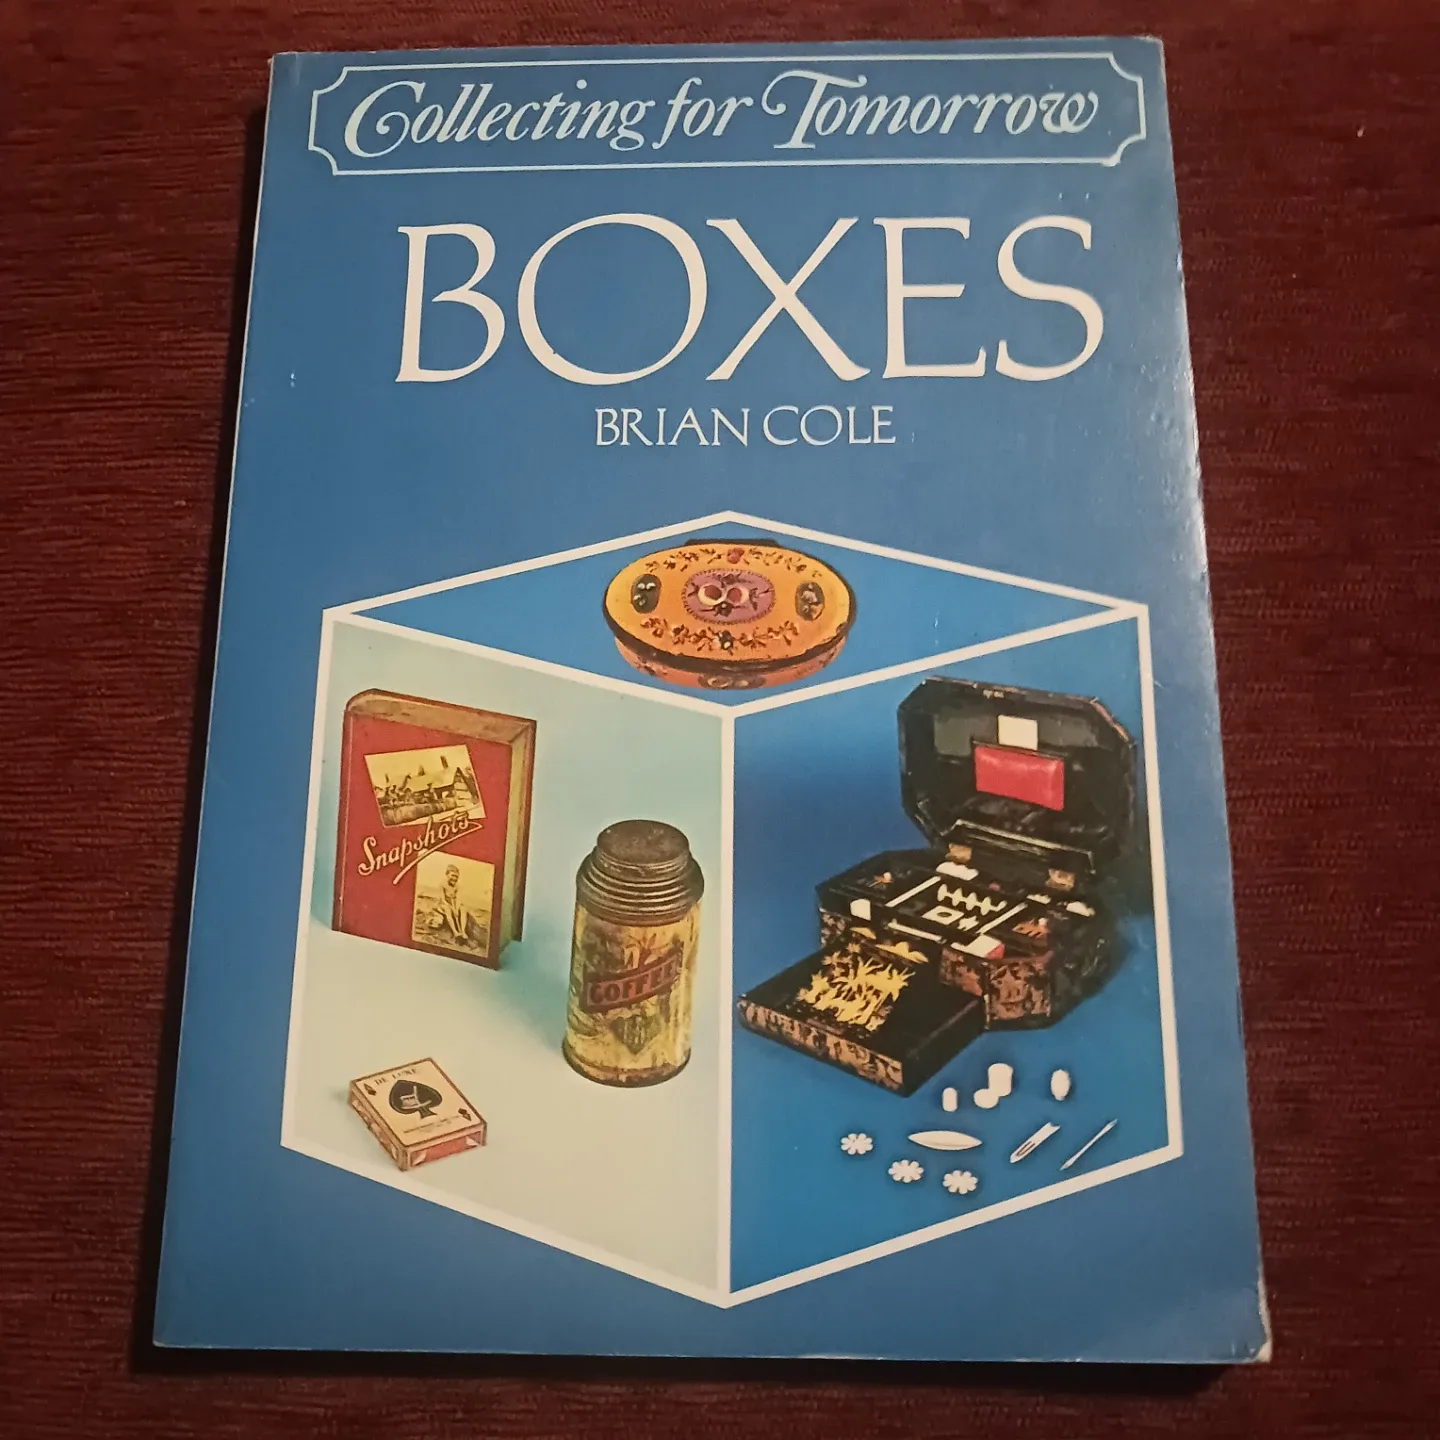 Collecting for Tomorrow
BOXES
BRIAN COLE
Snapshots
COFFEE
DE LUXE